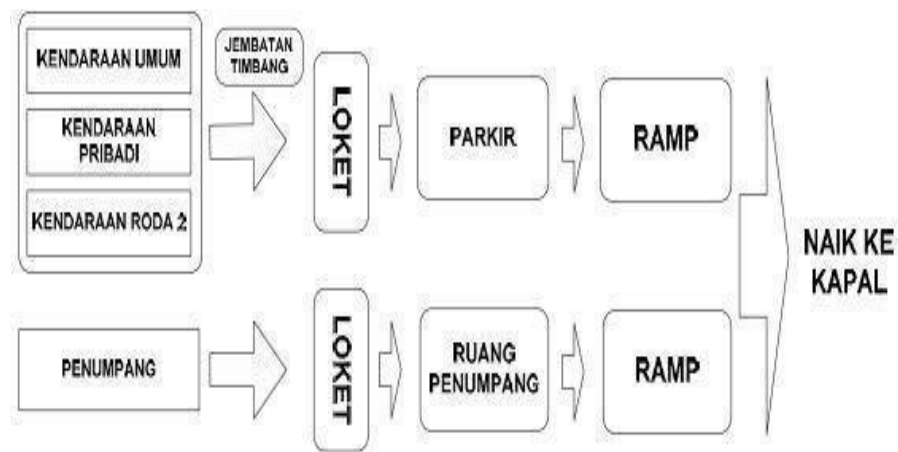 KENDARAAN UMUM
KENDARAAN
PRIBADI
KENDARAAN RODA 2
JEMBATAN
TIMBANG
LOKET
PARKIR
RAMP
PENUMPANG
LOKET
RUANG
PENUMPANG
RAMP
NAIK KE
KAPAL